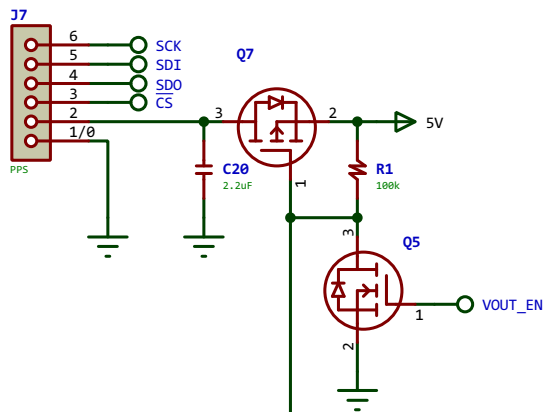 J7
6 SCK
5 SDI
4 SDO
3 CS
2
1/0
PPS
Q7
3
2
1
5V
C20
2.2uF
R1
100k
3
Q5
1
VOUT_EN
2